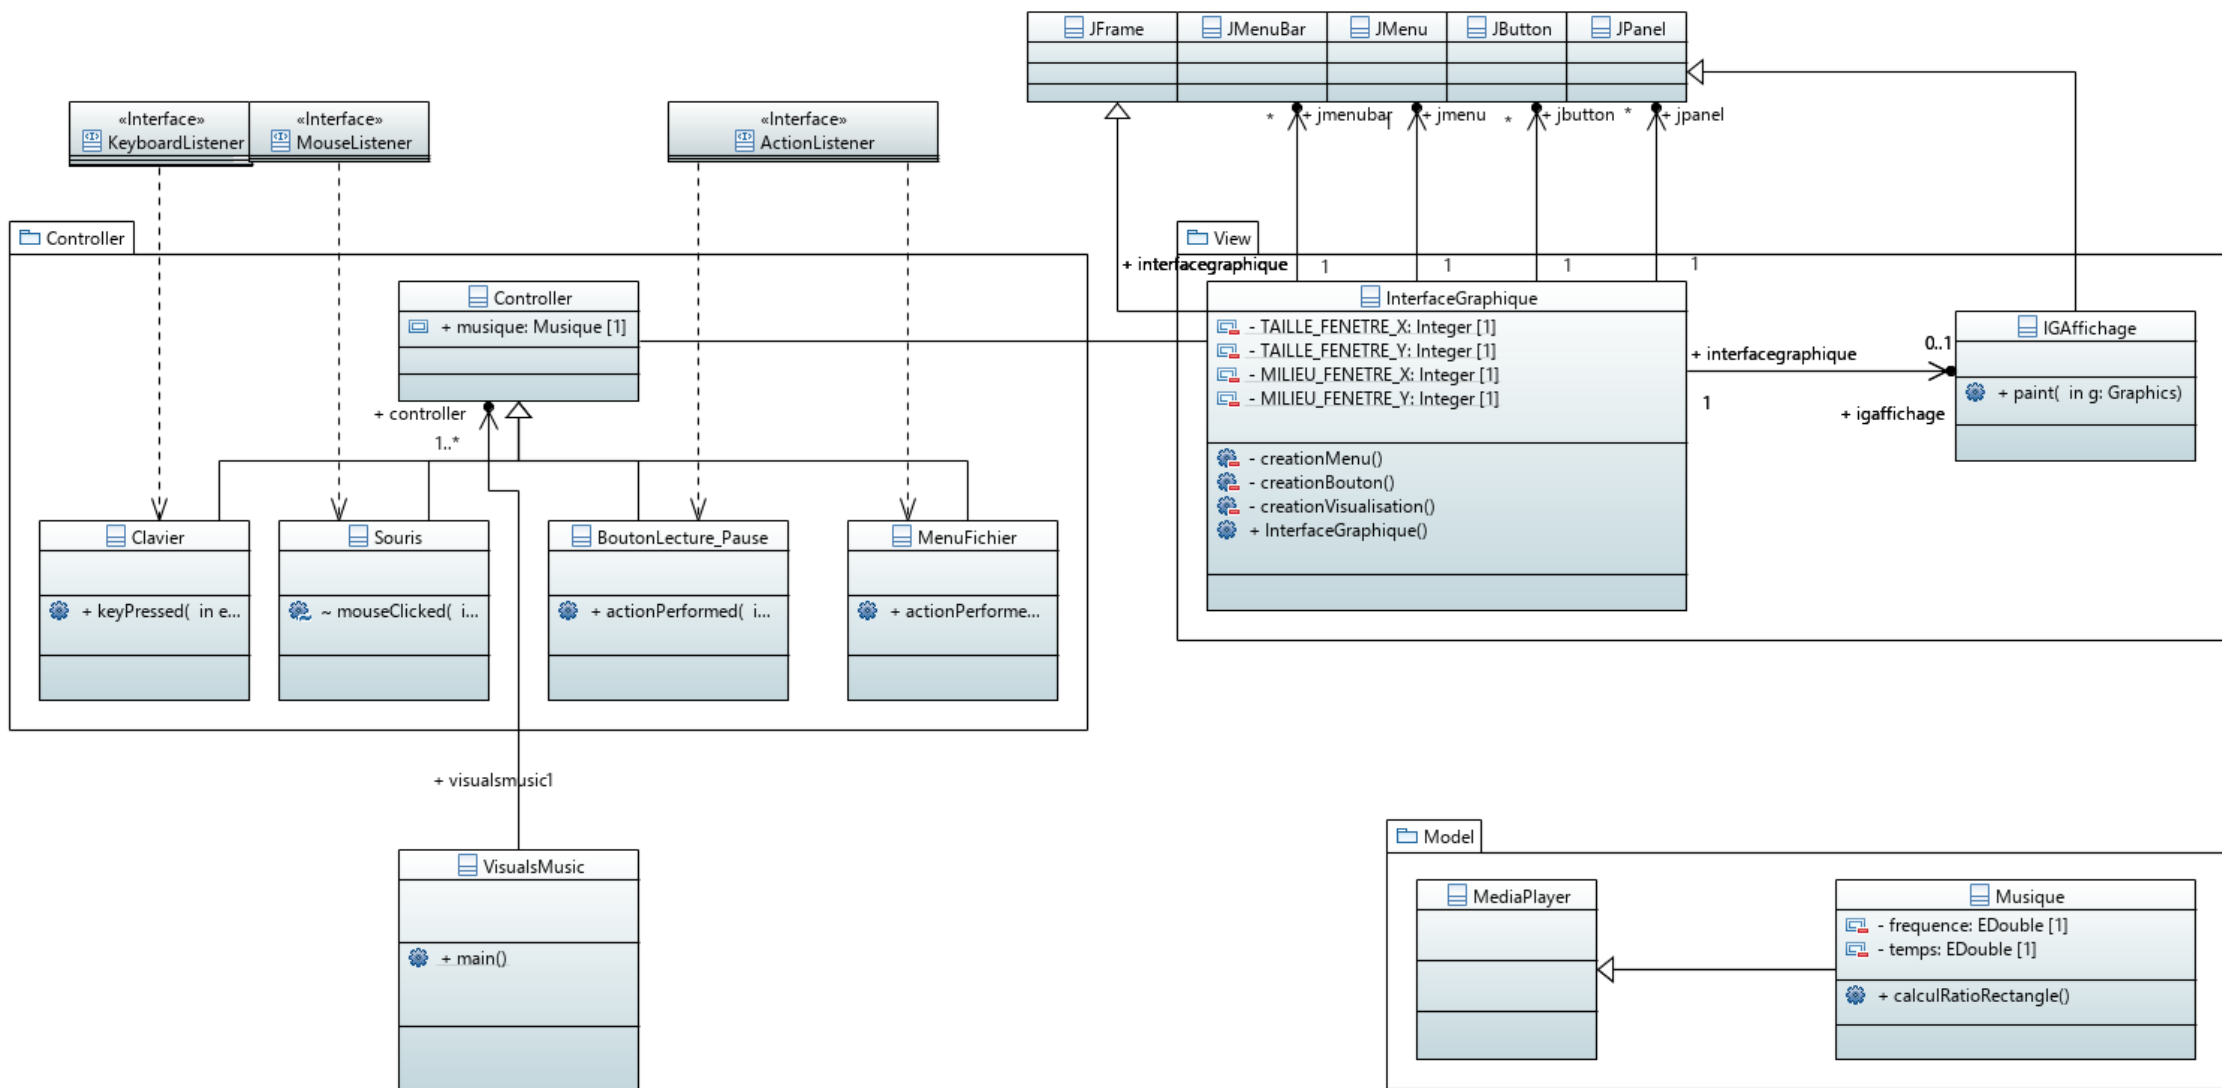 JFrame
JMenuBar
JMenu
JButton
JPanel
* + jmenubar
1 + jmenu
* + jbutton
* + jpanel
«Interface»
KeyboardListener
«Interface»
MouseListener
«Interface»
ActionListener
Controller
Controller
+ musique: Musique [1]
+ controller
1..*
Clavier
+ keyPressed( in e...
Souris
~ mouseClicked( i...
BoutonLecture_Pause
+ actionPerformed( i...
MenuFichier
+ actionPerforme...
View
+ interfacegraphique
1
1
1
1
InterfaceGraphique
- TAILLE_FENETRE_X: Integer [1]
- TAILLE_FENETRE_Y: Integer [1]
- MILIEU_FENETRE_X: Integer [1]
- MILIEU_FENETRE_Y: Integer [1]
- creationMenu()
- creationBouton()
- creationVisualisation()
+ InterfaceGraphique()
+ interfacegraphique
1
0..1
+ igaffichage
IGAffichage
+ paint( in g: Graphics)
+ visualsmusic1
VisualsMusic
+ main()
Model
MediaPlayer
Musique
- frequence: EDouble [1]
- temps: EDouble [1]
+ calculRatioRectangle()